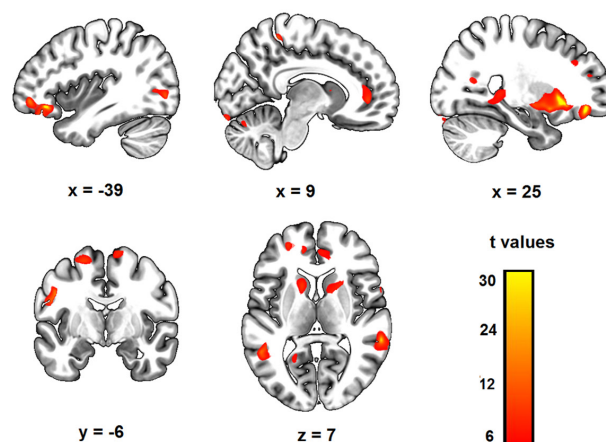 x = -39
x = 9
x = 25
t values
30
24
12
6
y = -6
z = 7